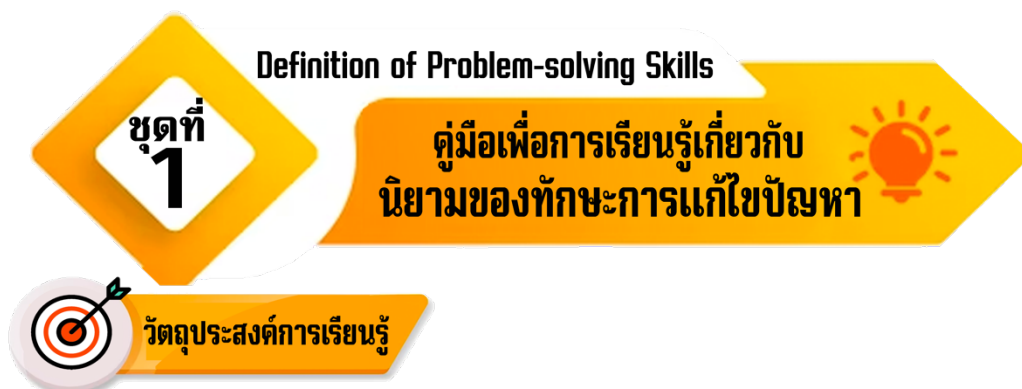 Definition of Problem-solving Skills
ชุดที่
1
คู่มือเพื่อการเรียนรู้เกี่ยวกับ
นิยามของทักษะการแก้ไขปัญหา
วัตถุประสงค์การเรียนรู้